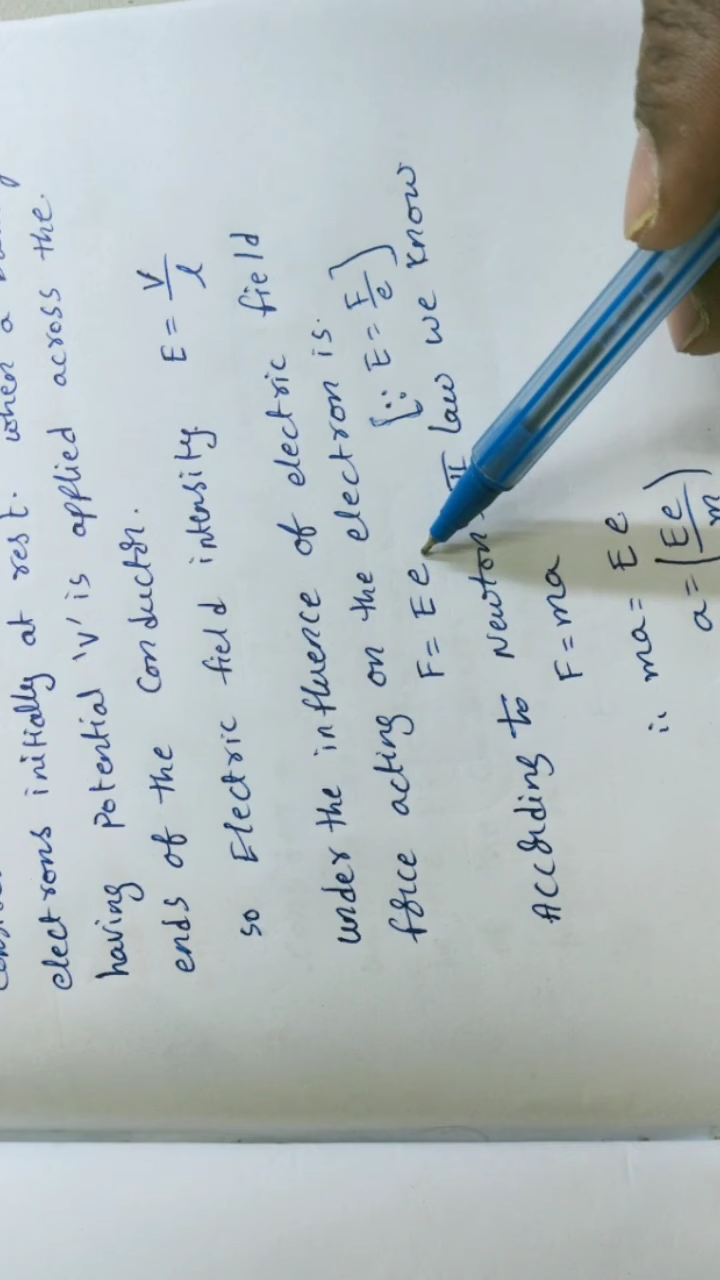 electrons initially at rest. when a
having potential 'V' is applied across the
ends of the conductor.
so Electric field intensity E = V/l
under the influence of electric field
force acting on the electron is.
F = Ee [∵ E = F/e]
According to Newton II law we know
F = ma
∴ ma = Ee
a = (Ee/m)